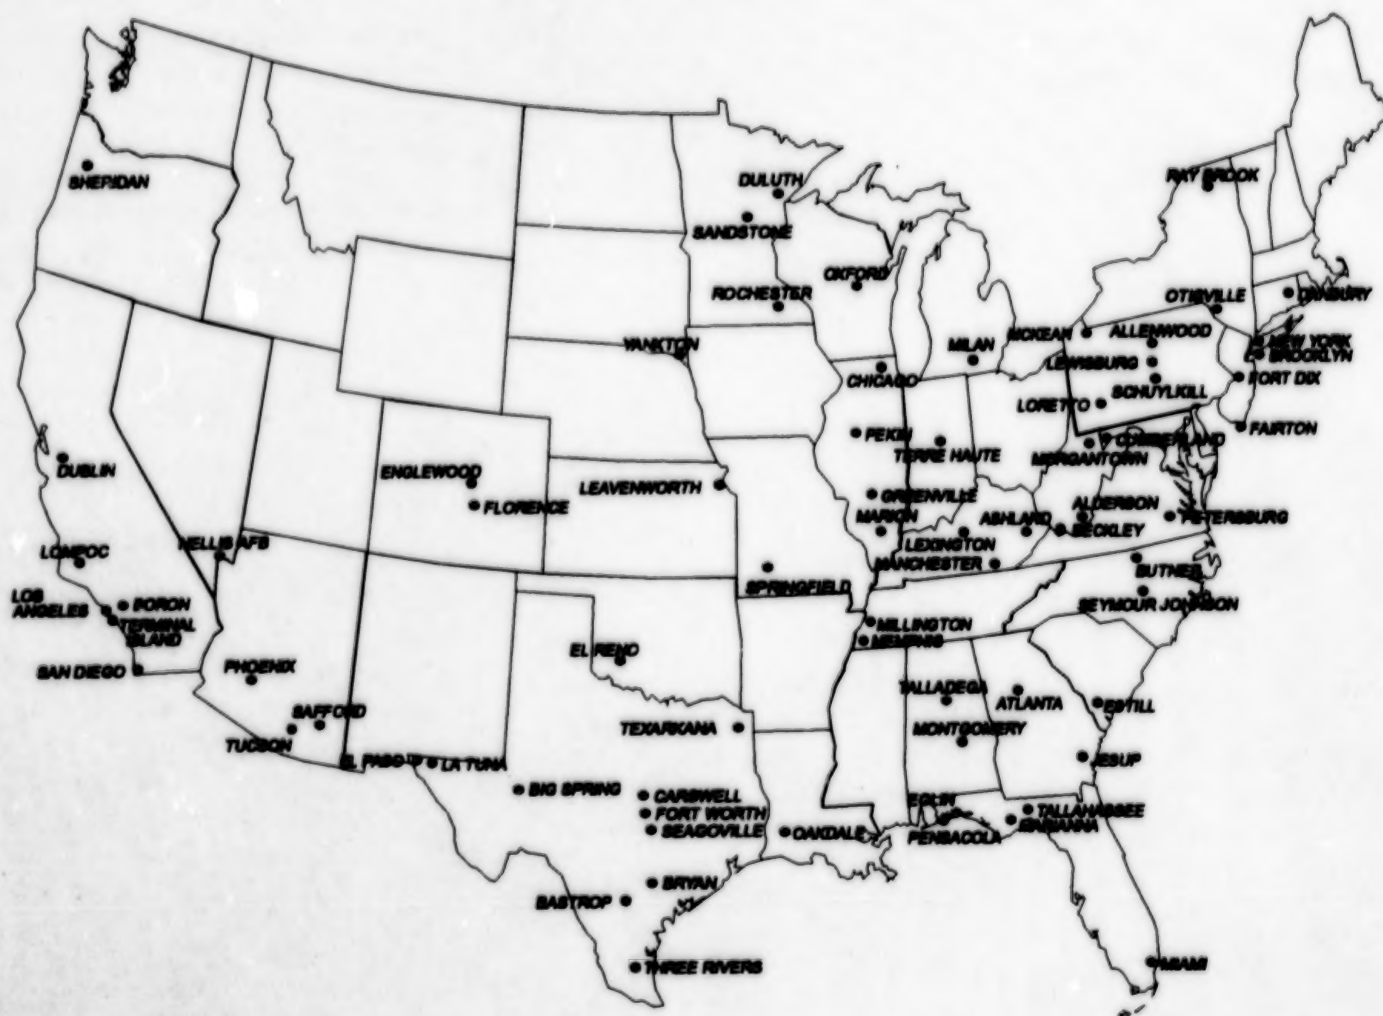 SHERIDAN
DULUTH
SANDSTONE
RAY BROOK
OXFORD
ROCHESTER
OTISVILLE
DANBURY
YANKTON
MILAN
MCKEAN
ALLENWOOD
NEW YORK
BROOKLYN
LEWISBURG
CHICAGO
SCHUYLKILL
FORT DIX
LORETTO
PEKIN
TERRE HAUTE
CUMBERLAND
FAIRTON
MORGANTOWN
DUBLIN
ENGLEWOOD
LEAVENWORTH
FLORENCE
GREENVILLE
MARION
ASHLAND
ALDERSON
PETERSBURG
BECKLEY
LEXINGTON
MANCHESTER
LOMPOC
NELLIS AFB
SPRINGFIELD
BUTNER
SEYMOUR JOHNSON
LOS
ANGELES
BORON
TERMINAL
ISLAND
MILLINGTON
MEMPHIS
SAN DIEGO
PHOENIX
EL RENO
TALLADEGA
ATLANTA
ESTILL
SAFFORD
TUCSON
TEXARKANA
MONTGOMERY
JESUP
EL PASO
LA TUNA
BIG SPRING
CARSWELL
FORT WORTH
SEAGOVILLE
OAKDALE
EGLIN
PENSACOLA
TALLAHASSEE
MARIANNA
BRYAN
BASTROP
THREE RIVERS
MIAMI